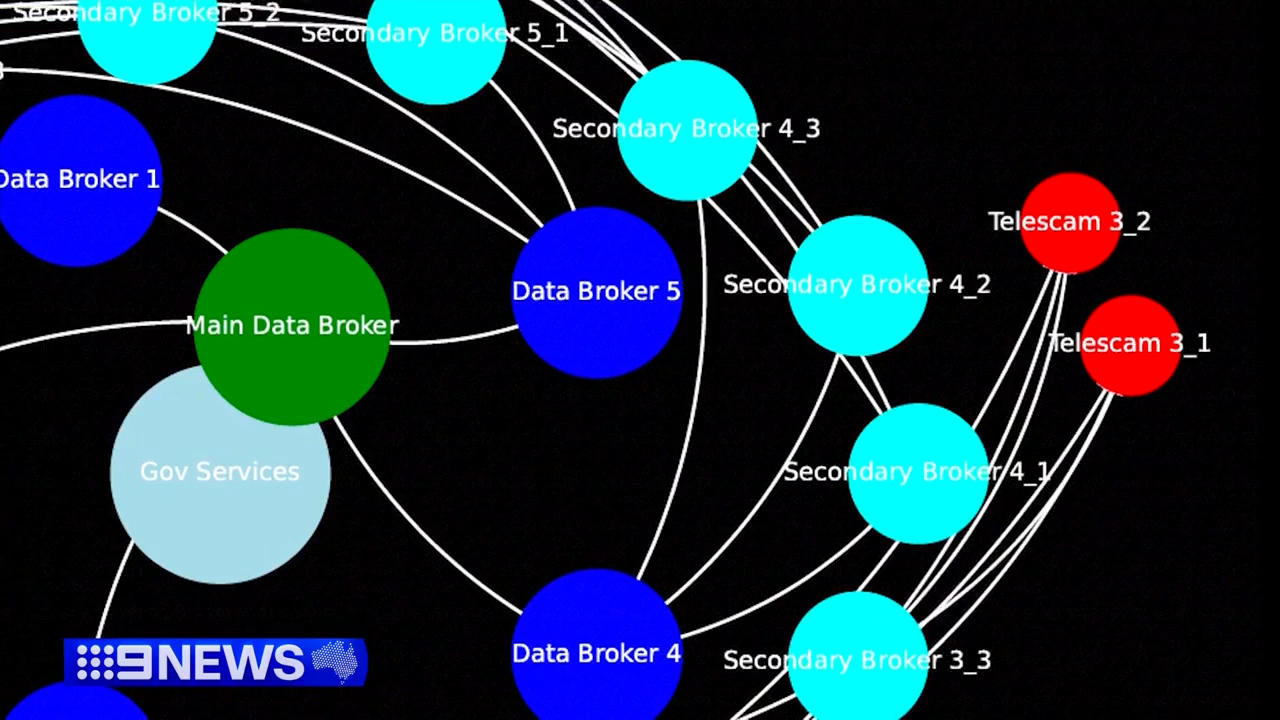 Secondary Broker 5_2
Secondary Broker 5_1
Secondary Broker 4_3
Data Broker 1
Telescam 3_2
Secondary Broker 4_2
Data Broker 5
Main Data Broker
Telescam 3_1
Gov Services
Secondary Broker 4_1
Data Broker 4
Secondary Broker 3_3
9NEWS